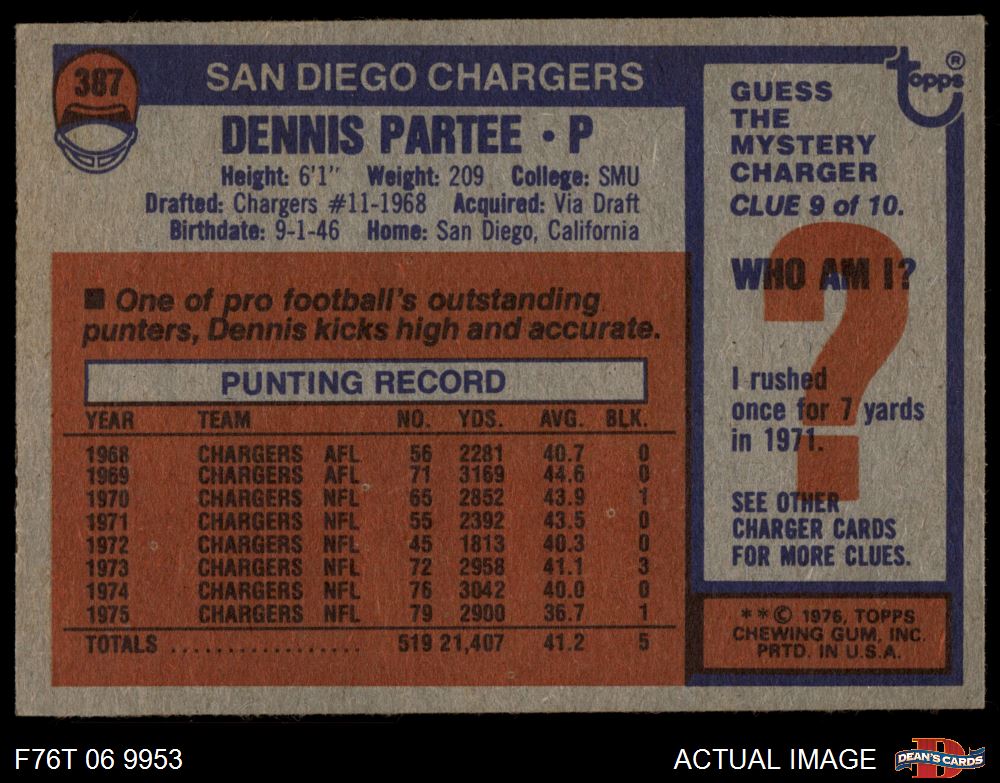 387
SAN DIEGO CHARGERS
DENNIS PARTEE • P
Height: 6'1" Weight: 209 College: SMU
Drafted: Chargers #11-1968 Acquired: Via Draft
Birthdate: 9-1-46 Home: San Diego, California
■ One of pro football's outstanding
punters, Dennis kicks high and accurate.
PUNTING RECORD
YEAR TEAM NO. YDS. AVG. BLK.
1968 CHARGERS AFL 56 2281 40.7 0
1969 CHARGERS AFL 71 3169 44.6 0
1970 CHARGERS NFL 65 2852 43.9 1
1971 CHARGERS NFL 55 2392 43.5 0
1972 CHARGERS NFL 45 1813 40.3 0
1973 CHARGERS NFL 72 2958 41.1 3
1974 CHARGERS NFL 76 3042 40.0 0
1975 CHARGERS NFL 79 2900 36.7 1
TOTALS ................. 519 21,407 41.2 5
topps ®
GUESS
THE
MYSTERY
CHARGER
CLUE 9 of 10.
WHO AM I?
?
I rushed
once for 7 yards
in 1971.
SEE OTHER
CHARGER CARDS
FOR MORE CLUES.
* * © 1976, TOPPS
CHEWING GUM, INC.
PRTD. IN U.S.A.
F76T 06 9953
ACTUAL IMAGE
D
DEAN'S CARDS